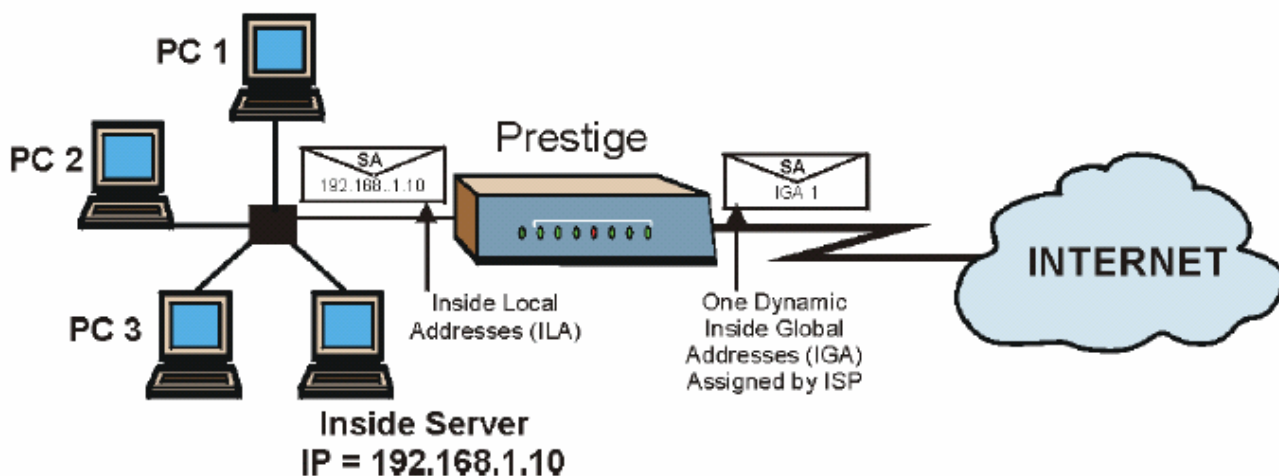 PC 1
PC 2
PC 3
SA
192.168..1.10
Prestige
SA
IGA 1
INTERNET
Inside Local
Addresses (ILA)
One Dynamic
Inside Global
Addresses (IGA)
Assigned by ISP
Inside Server
IP = 192.168.1.10